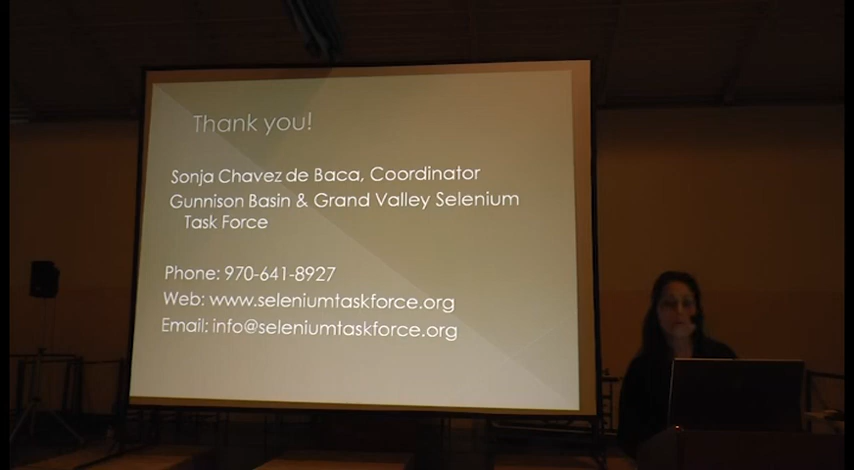 Thank you!
Sonja Chavez de Baca, Coordinator
Gunnison Basin & Grand Valley Selenium
Task Force
Phone: 970-641-8927
Web: www.seleniumtaskforce.org
Email: info@seleniumtaskforce.org